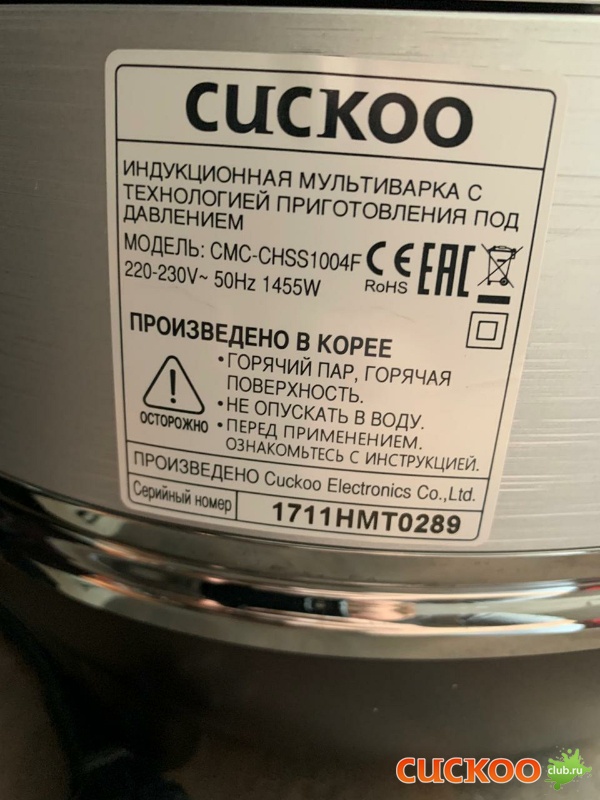 CUCKOO
ИНДУКЦИОННАЯ МУЛЬТИВАРКА С
ТЕХНОЛОГИЕЙ ПРИГОТОВЛЕНИЯ ПОД
ДАВЛЕНИЕМ
МОДЕЛЬ: CMC-CHSS1004F
220-230V~ 50Hz 1455W
CE EAC
RoHS
ПРОИЗВЕДЕНО В КОРЕЕ
•ГОРЯЧИЙ ПАР, ГОРЯЧАЯ
ПОВЕРХНОСТЬ.
•НЕ ОПУСКАТЬ В ВОДУ.
•ПЕРЕД ПРИМЕНЕНИЕМ.
ОЗНАКОМЬТЕСЬ С ИНСТРУКЦИЕЙ.
ОСТОРОЖНО
ПРОИЗВЕДЕНО Cuckoo Electronics Co.,Ltd.
Серийный номер 1711HMT0289
CUCKOO club.ru